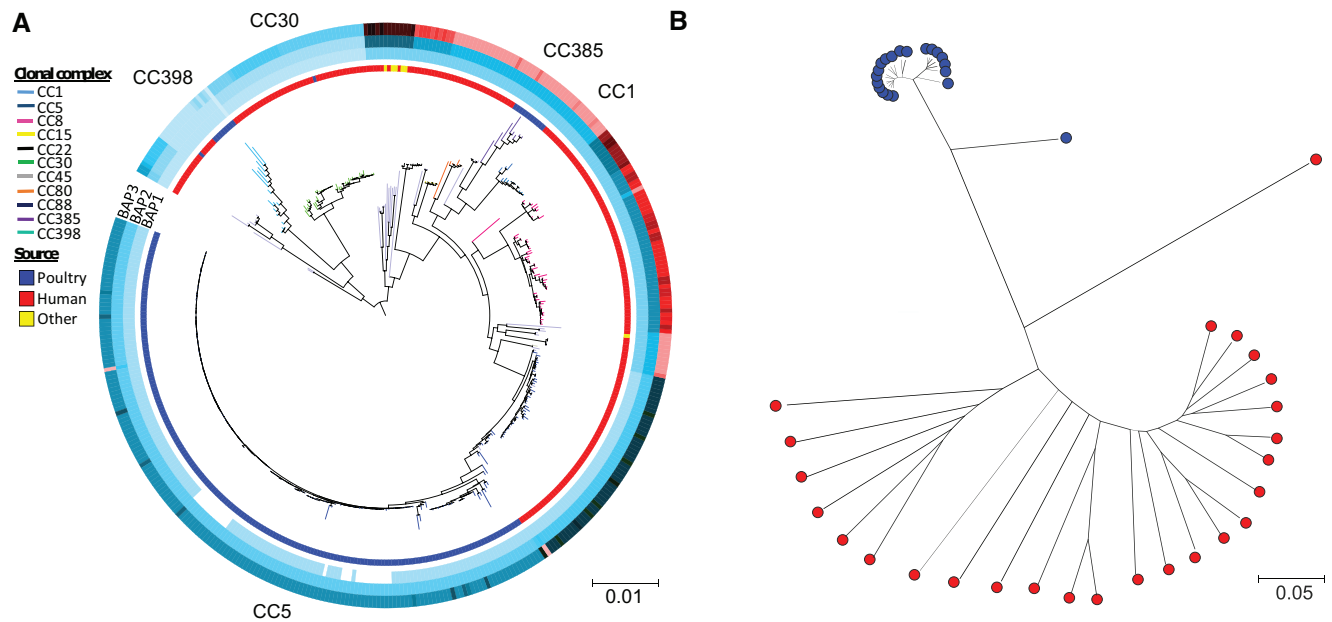 A
B
CC30
CC385
CC398
CC1
Clonal complex
CC1
CC5
CC8
CC15
CC22
CC30
CC45
CC80
CC88
CC385
CC398
Source
Poultry
Human
Other
BAP3
BAP2
BAP1
CC5
0.01
0.05